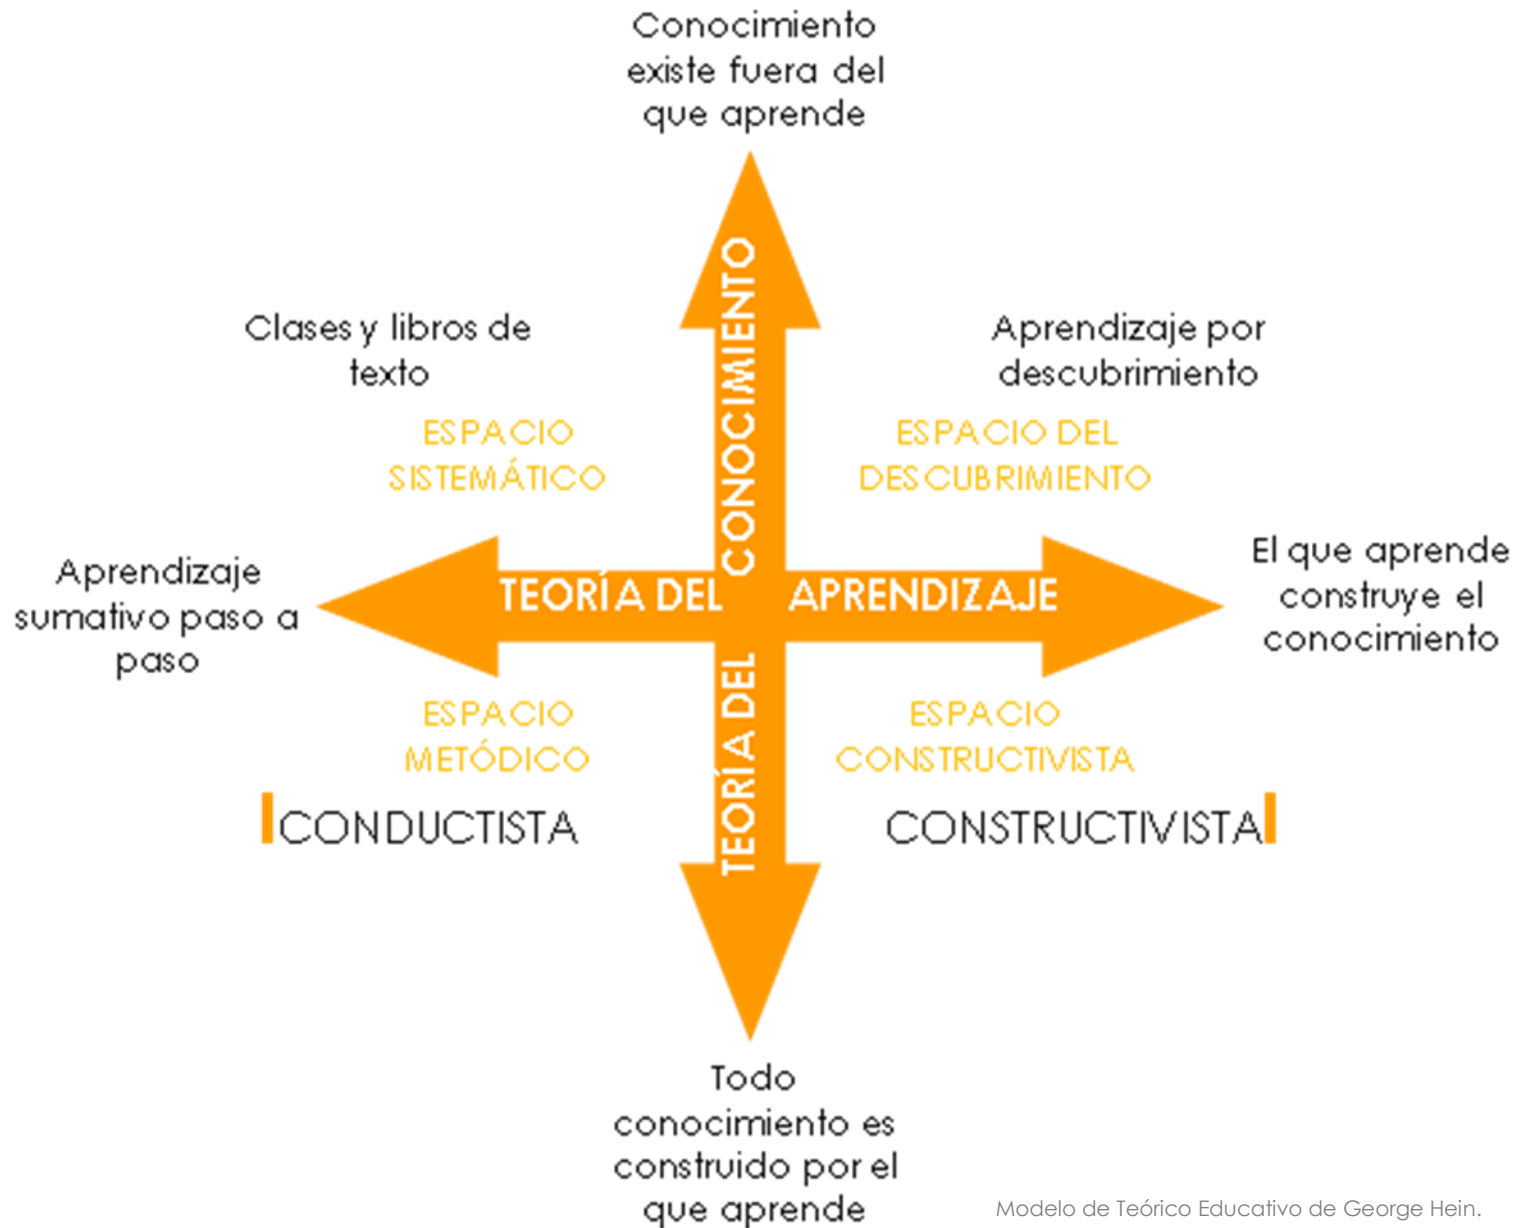 Conocimiento
existe fuera del
que aprende
TEORÍA DEL CONOCIMIENTO
Clases y libros de
texto
ESPACIO
SISTEMÁTICO
Aprendizaje por
descubrimiento
ESPACIO DEL
DESCUBRIMIENTO
Aprendizaje
sumativo paso a
paso
TEORÍA DEL APRENDIZAJE
El que aprende
construye el
conocimiento
ESPACIO
METÓDICO
CONDUCTISTA
ESPACIO
CONSTRUCTIVISTA
CONSTRUCTIVISTA
Todo
conocimiento es
construido por el
que aprende
Modelo de Teórico Educativo de George Hein.